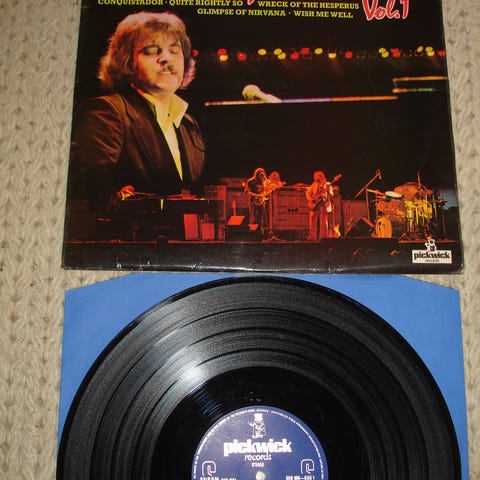 CONQUISTADOR · QUITE RIGHTLY SO · WRECK OF THE HESPERUS
GLIMPSE OF NIRVANA · WISH ME WELL
Vol.1
pickwick
records
pickwick
records
STEREO